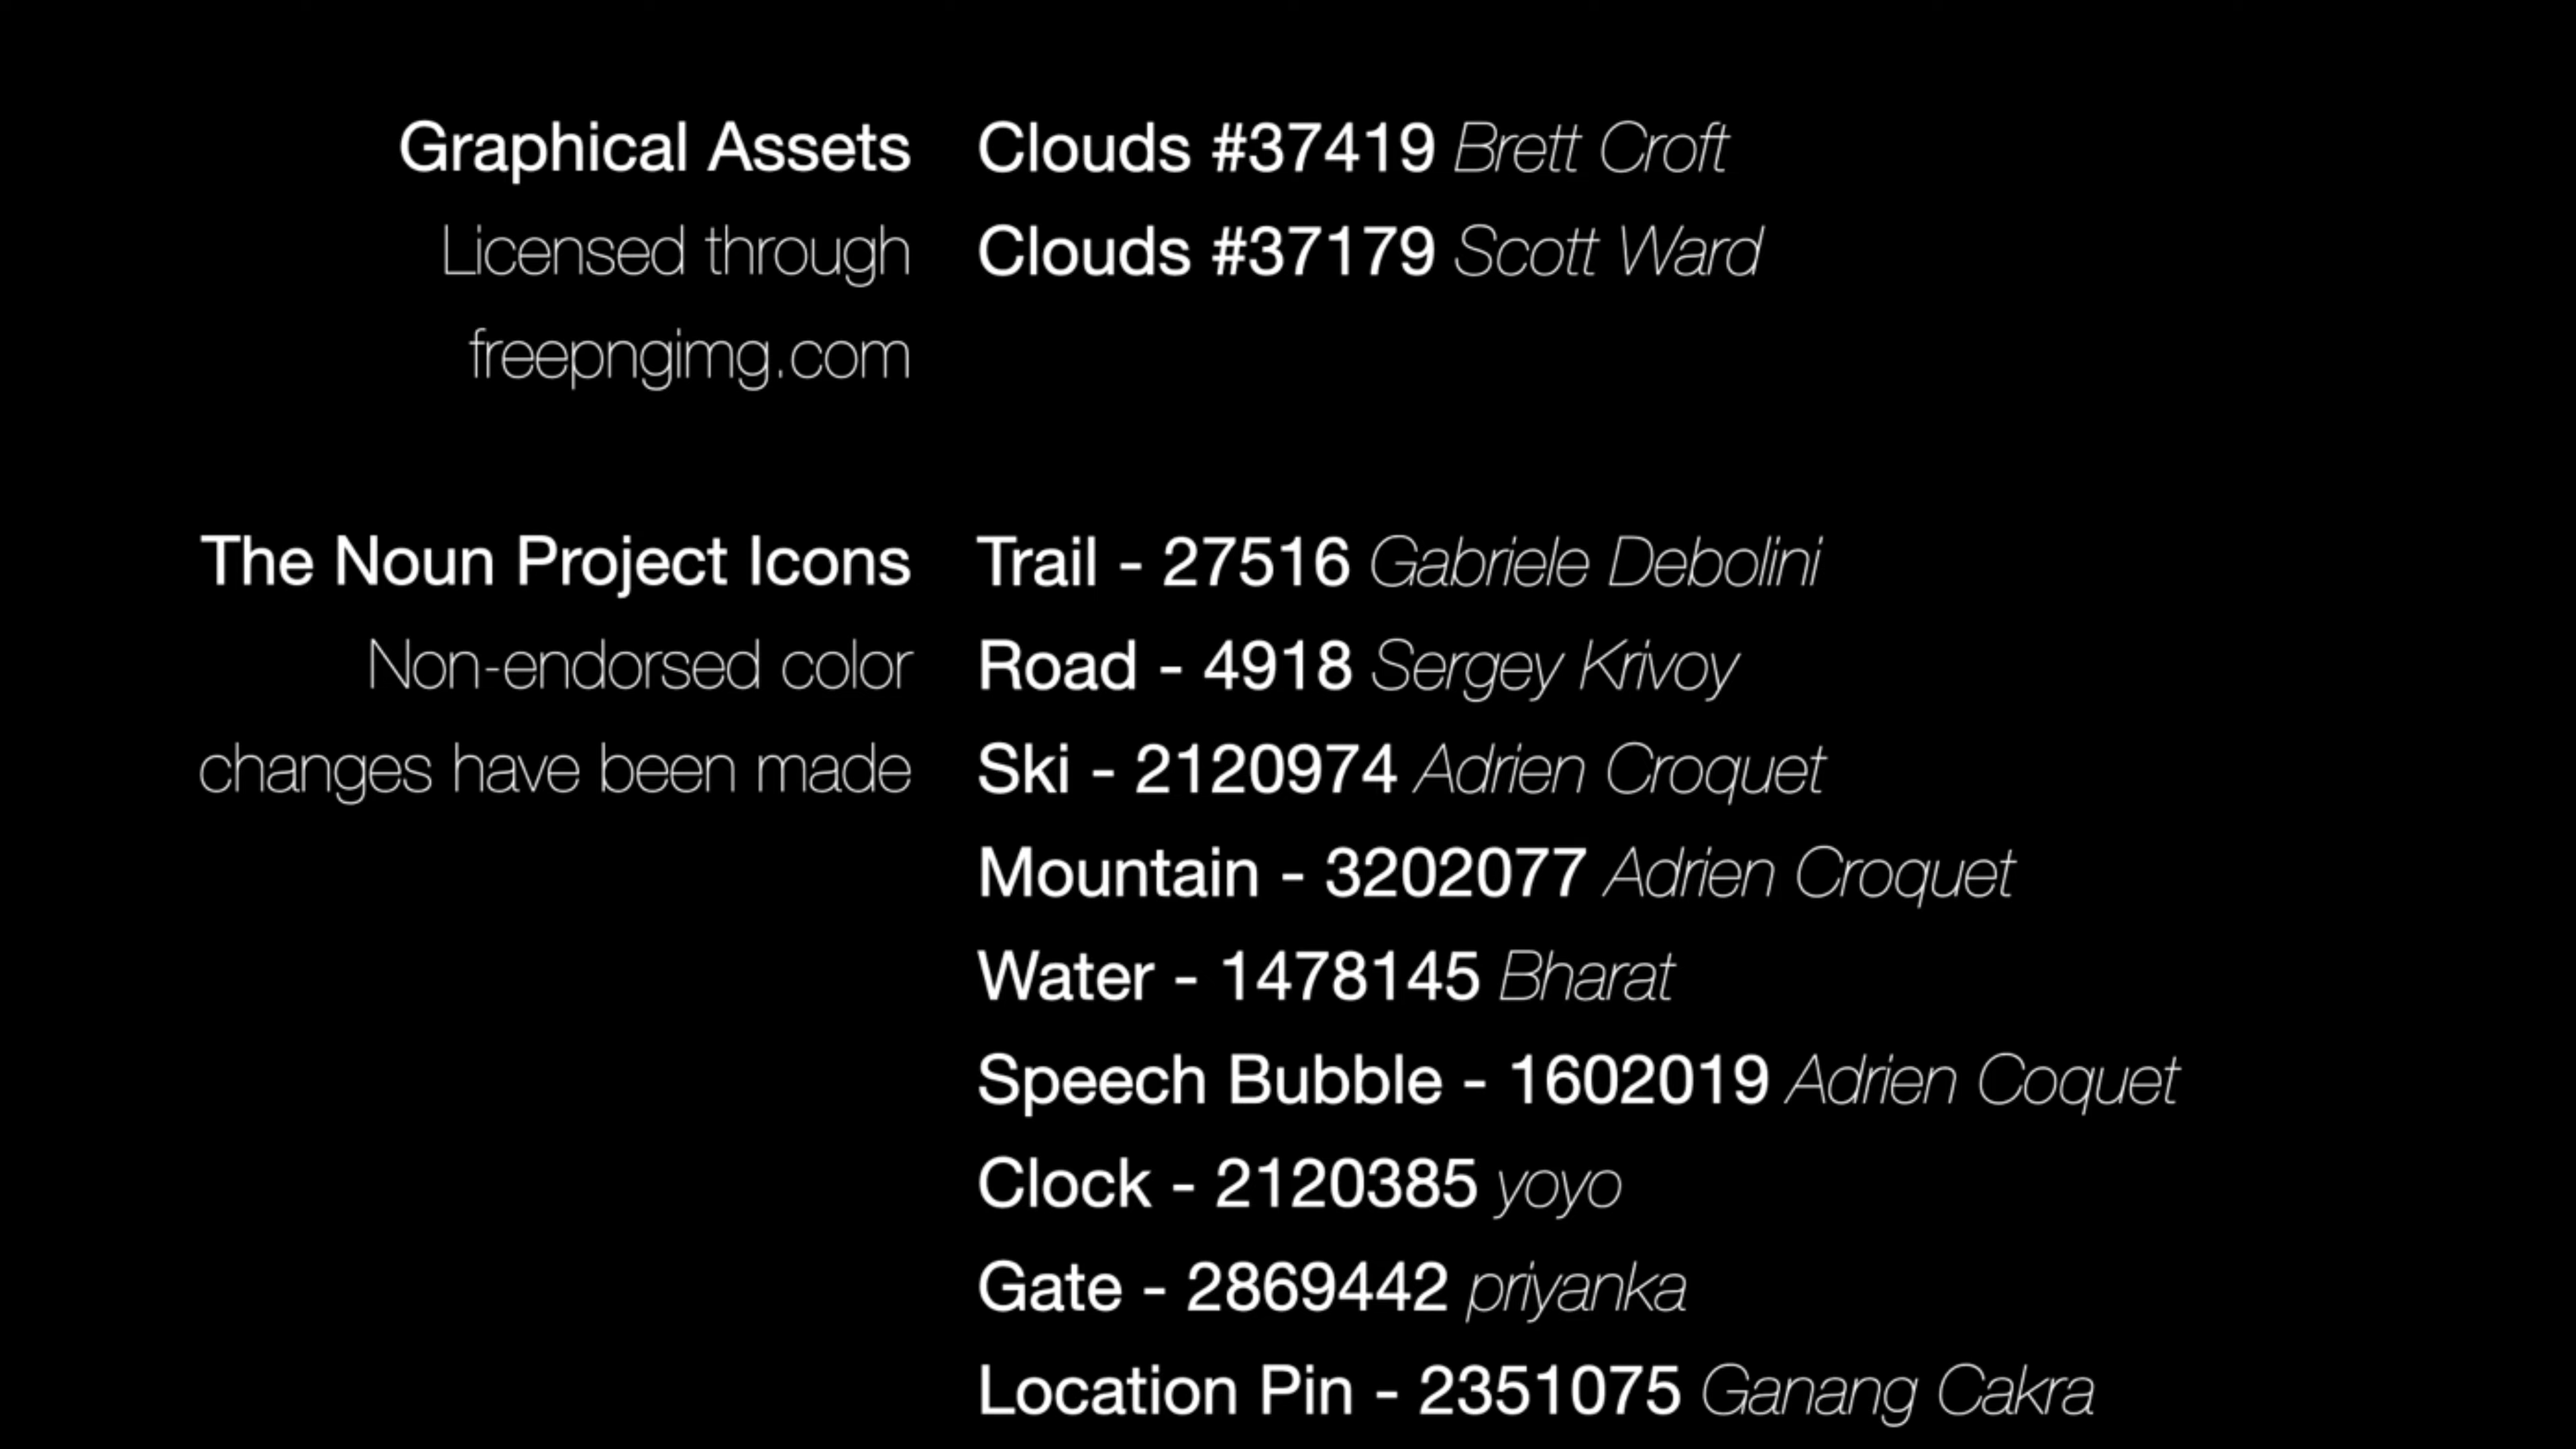 Graphical Assets Clouds #37419 Brett Croft
Licensed through Clouds #37179 Scott Ward
freepngimg.com
The Noun Project Icons Trail - 27516 Gabriele Debolini
Non-endorsed color Road - 4918 Sergey Krivoy
changes have been made Ski - 2120974 Adrien Croquet
Mountain - 3202077 Adrien Croquet
Water - 1478145 Bharat
Speech Bubble - 1602019 Adrien Coquet
Clock - 2120385 yoyo
Gate - 2869442 priyanka
Location Pin - 2351075 Ganang Cakra